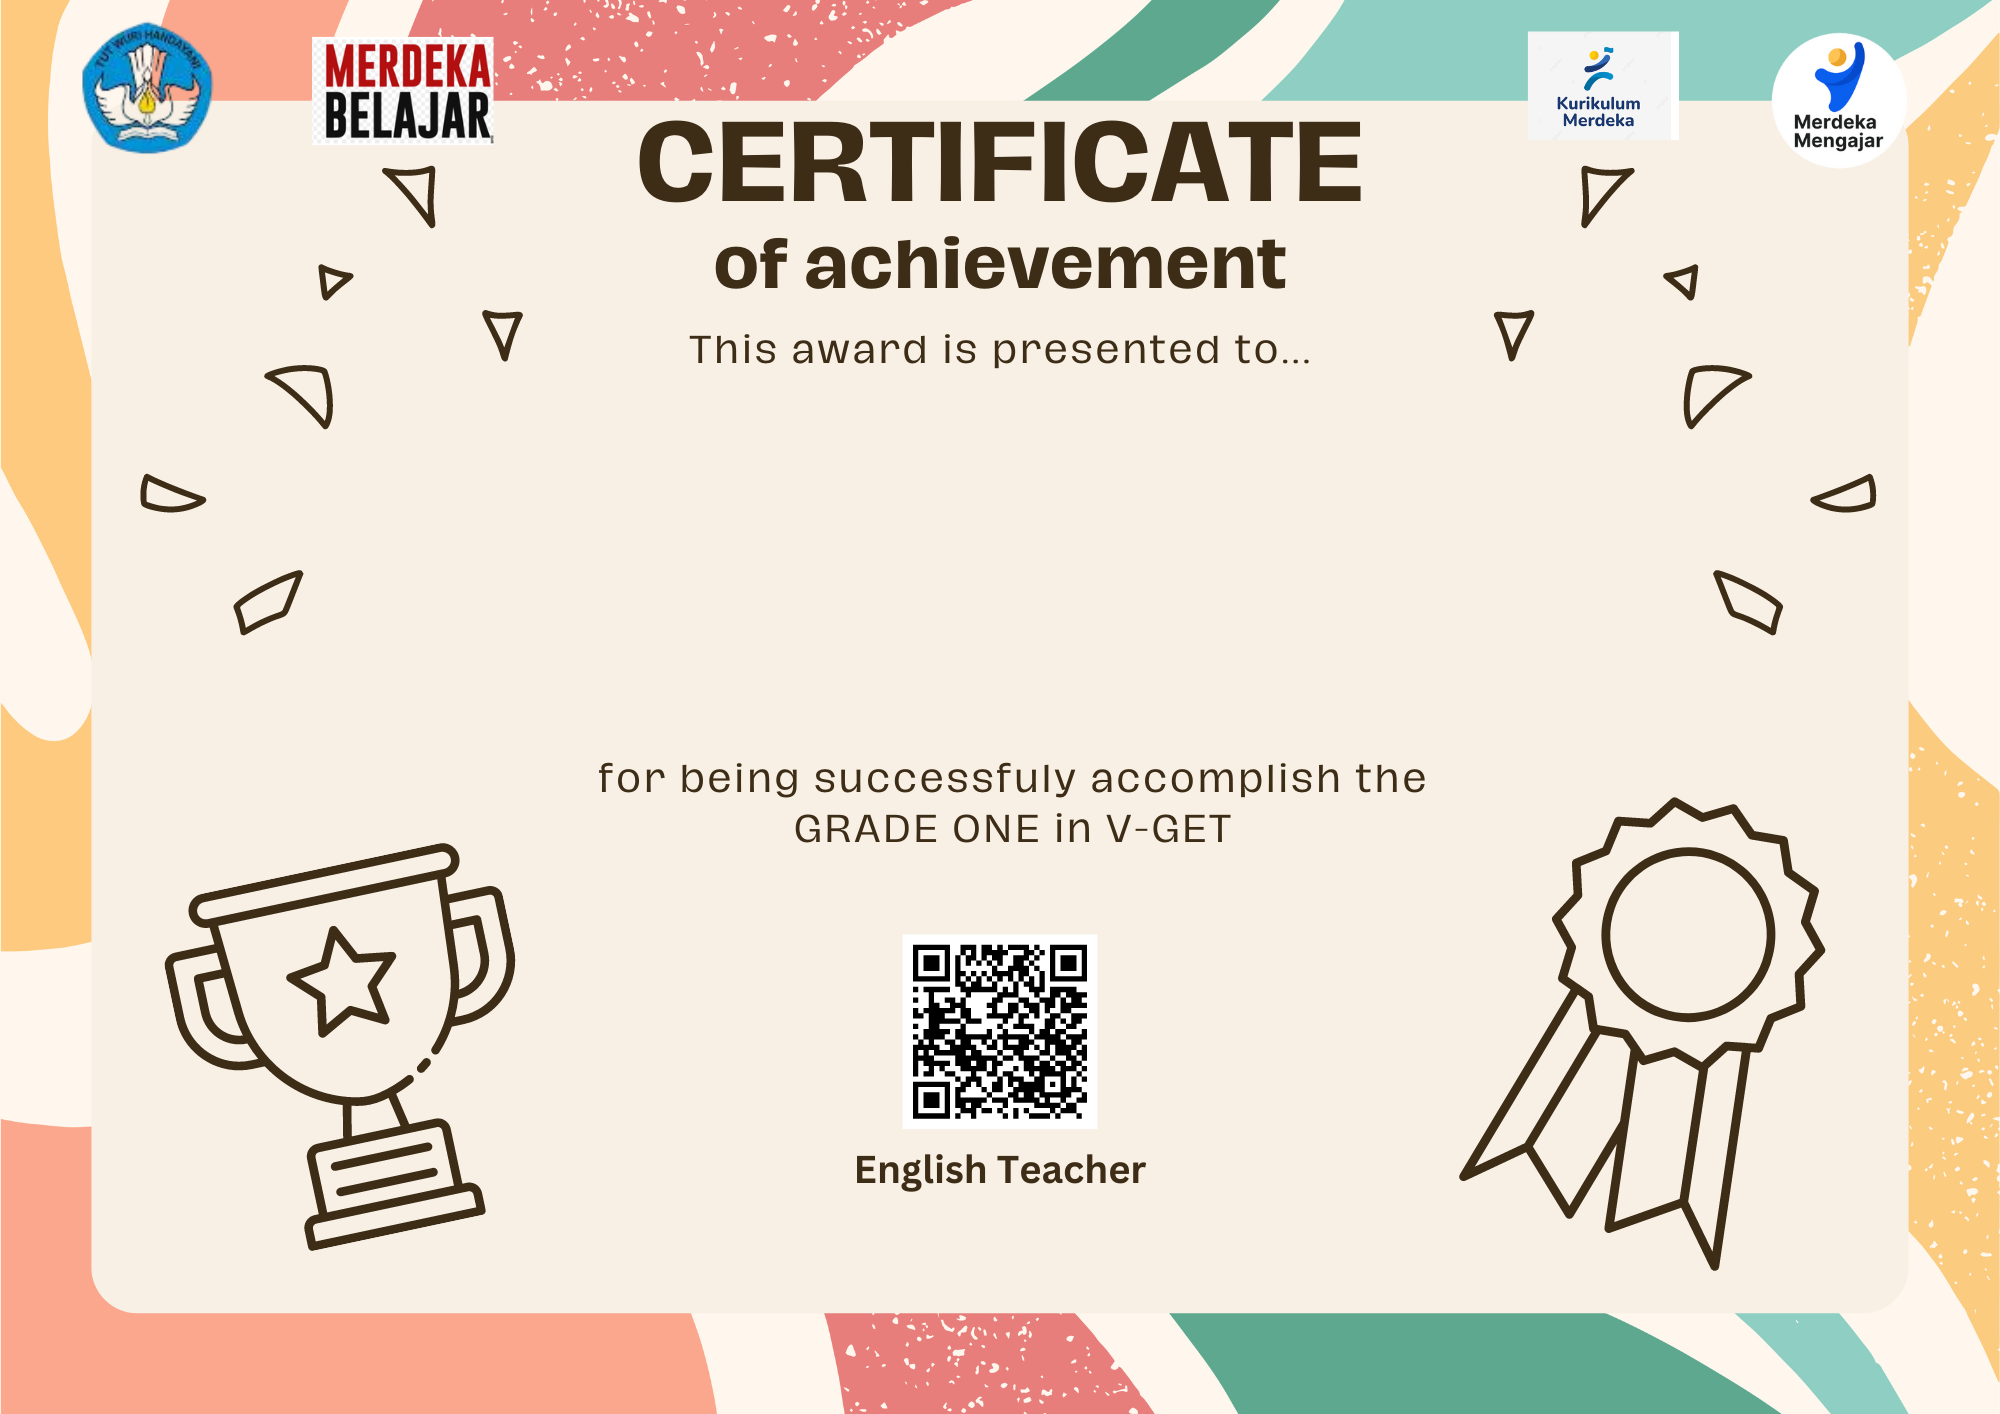 TUT WURI HANDAYANI
MERDEKA
BELAJAR
Kurikulum
Merdeka
Merdeka
Mengajar
CERTIFICATE
of achievement
This award is presented to...
for being successfuly accomplish the
GRADE ONE in V-GET
English Teacher